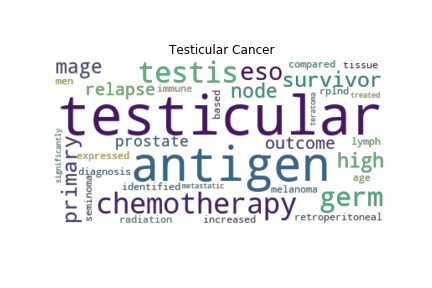 Testicular Cancer
mage
testis
eso
compared
tissue
men
relapse
immune
node
survivor
rplnd
treated
based
testicular
teratoma
significantly
primary
prostate
outcome
lymph
expressed
antigen
high
diagnosis
identified
metastatic
melanoma
age
seminoma
chemotherapy
germ
radiation
increased
retroperitoneal